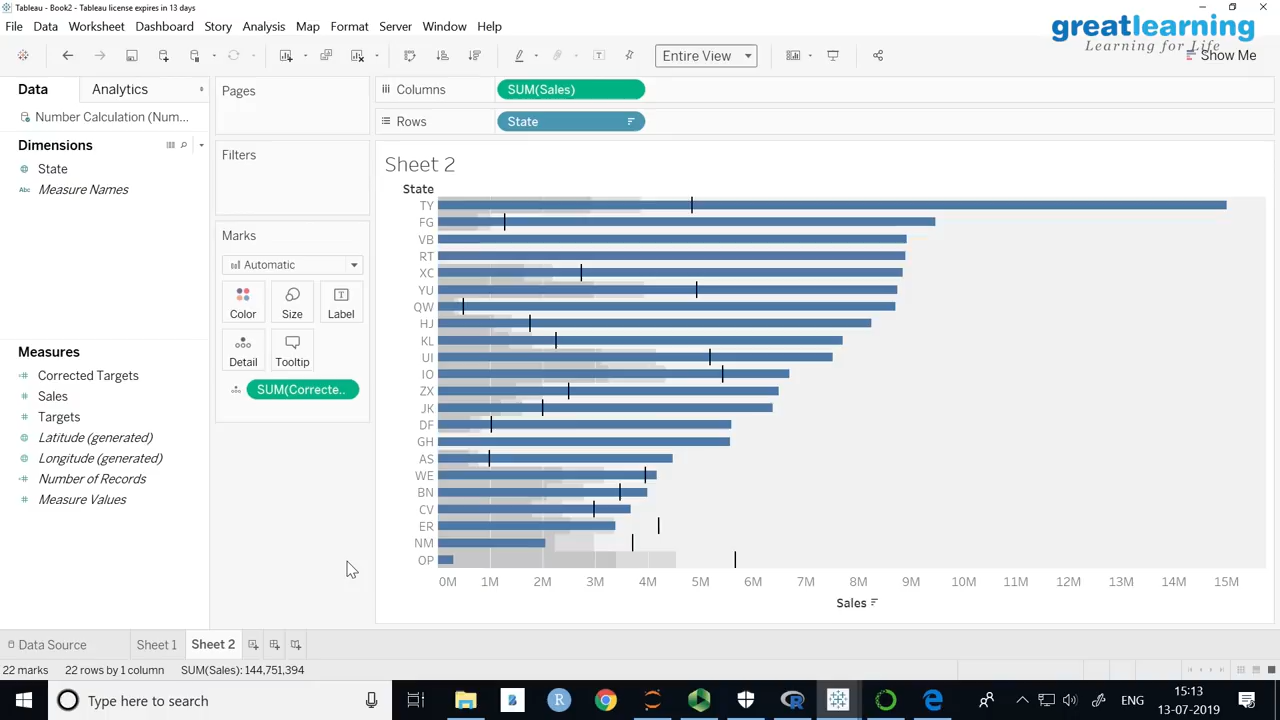 Tableau - Book2 - Tableau license expires in 13 days
File Data Worksheet Dashboard Story Analysis Map Format Server Window Help
greatlearning
Learning for Life
Entire View
Show Me
Data Analytics
Number Calculation (Num...
Dimensions
State
Abc Measure Names
Measures
Corrected Targets
Sales
Targets
Latitude (generated)
Longitude (generated)
Number of Records
Measure Values
Pages
Filters
Marks
Automatic
Color Size Label
Detail Tooltip
SUM(Correcte..
Columns SUM(Sales)
Rows State
Sheet 2
State
TY
FG
VB
RT
XC
YU
QW
HJ
KL
UI
IO
ZX
JK
DF
GH
AS
WE
BN
CV
ER
NM
OP
0M 1M 2M 3M 4M 5M 6M 7M 8M 9M 10M 11M 12M 13M 14M 15M
Sales
Data Source Sheet 1 Sheet 2
22 marks 22 rows by 1 column SUM(Sales): 144,751,394
Type here to search
ENG
15:13
13-07-2019